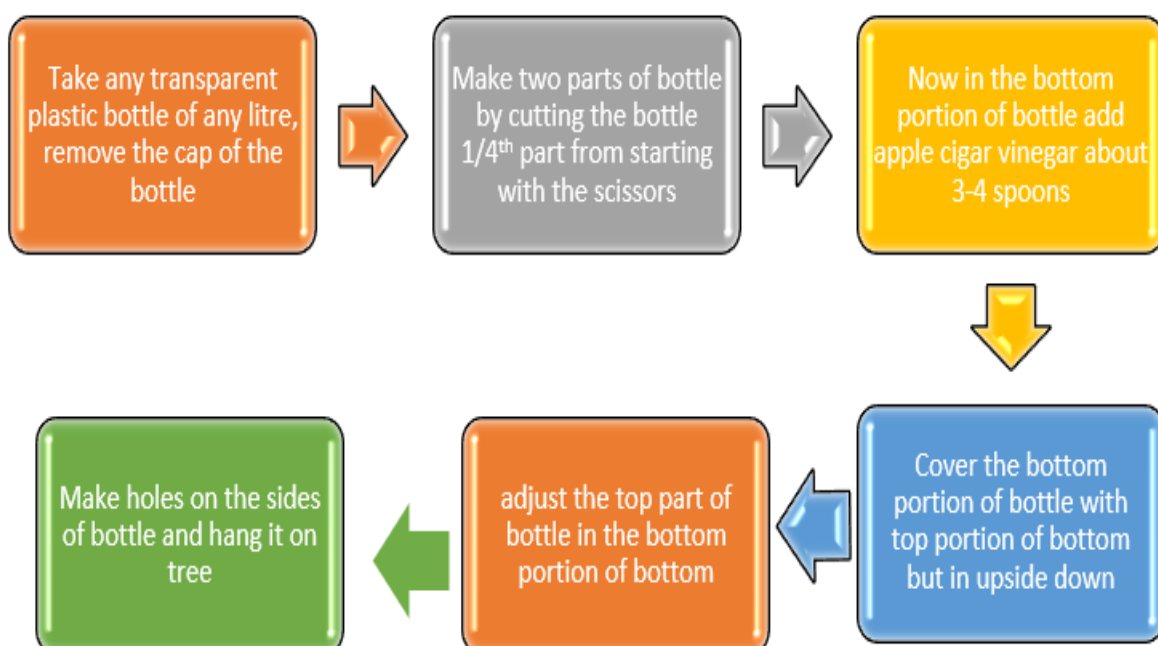 Take any transparent
plastic bottle of any litre,
remove the cap of the
bottle
Make two parts of bottle
by cutting the bottle
1/4th part from starting
with the scissors
Now in the bottom
portion of bottle add
apple cigar vinegar about
3-4 spoons
Cover the bottom
portion of bottle with
top portion of bottom
but in upside down
adjust the top part of
bottle in the bottom
portion of bottom
Make holes on the sides
of bottle and hang it on
tree